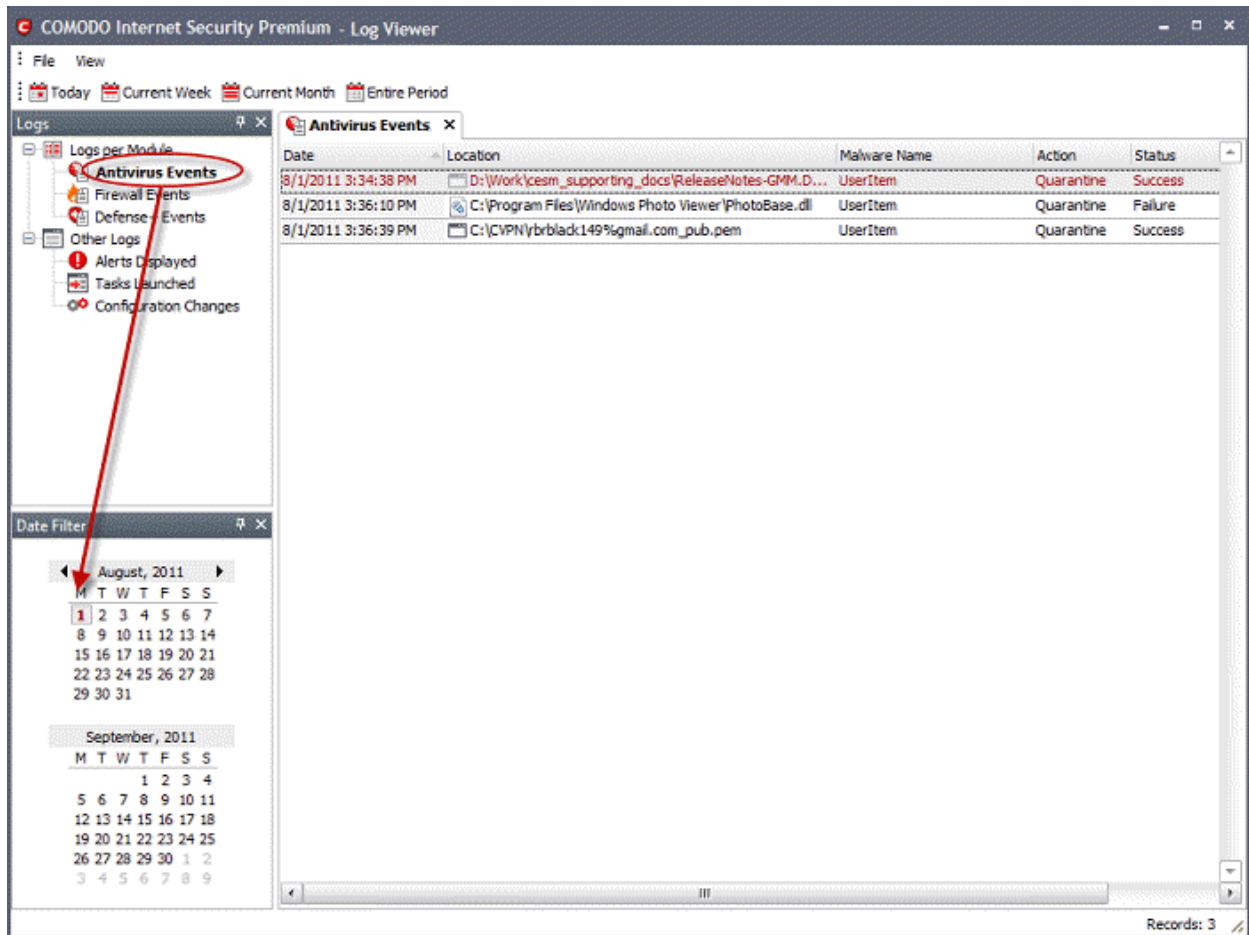 COMODO Internet Security Premium - Log Viewer
File View
Today Current Week Current Month Entire Period
Logs
Logs per Module
Antivirus Events
Firewall Events
Defense+ Events
Other Logs
Alerts Displayed
Tasks Launched
Configuration Changes
Antivirus Events
Date Location Malware Name Action Status
8/1/2011 3:34:38 PM D:\Work\cesm_supporting_docs\ReleaseNotes-GMM.D... UserItem Quarantine Success
8/1/2011 3:36:10 PM C:\Program Files\Windows Photo Viewer\PhotoBase.dll UserItem Quarantine Failure
8/1/2011 3:36:39 PM C:\CVPN\rbrblack149%gmail.com_pub.pem UserItem Quarantine Success
Date Filter
August, 2011
M T W T F S S
1 2 3 4 5 6 7
8 9 10 11 12 13 14
15 16 17 18 19 20 21
22 23 24 25 26 27 28
29 30 31
September, 2011
M T W T F S S
1 2 3 4
5 6 7 8 9 10 11
12 13 14 15 16 17 18
19 20 21 22 23 24 25
26 27 28 29 30 1 2
3 4 5 6 7 8 9
Records: 3